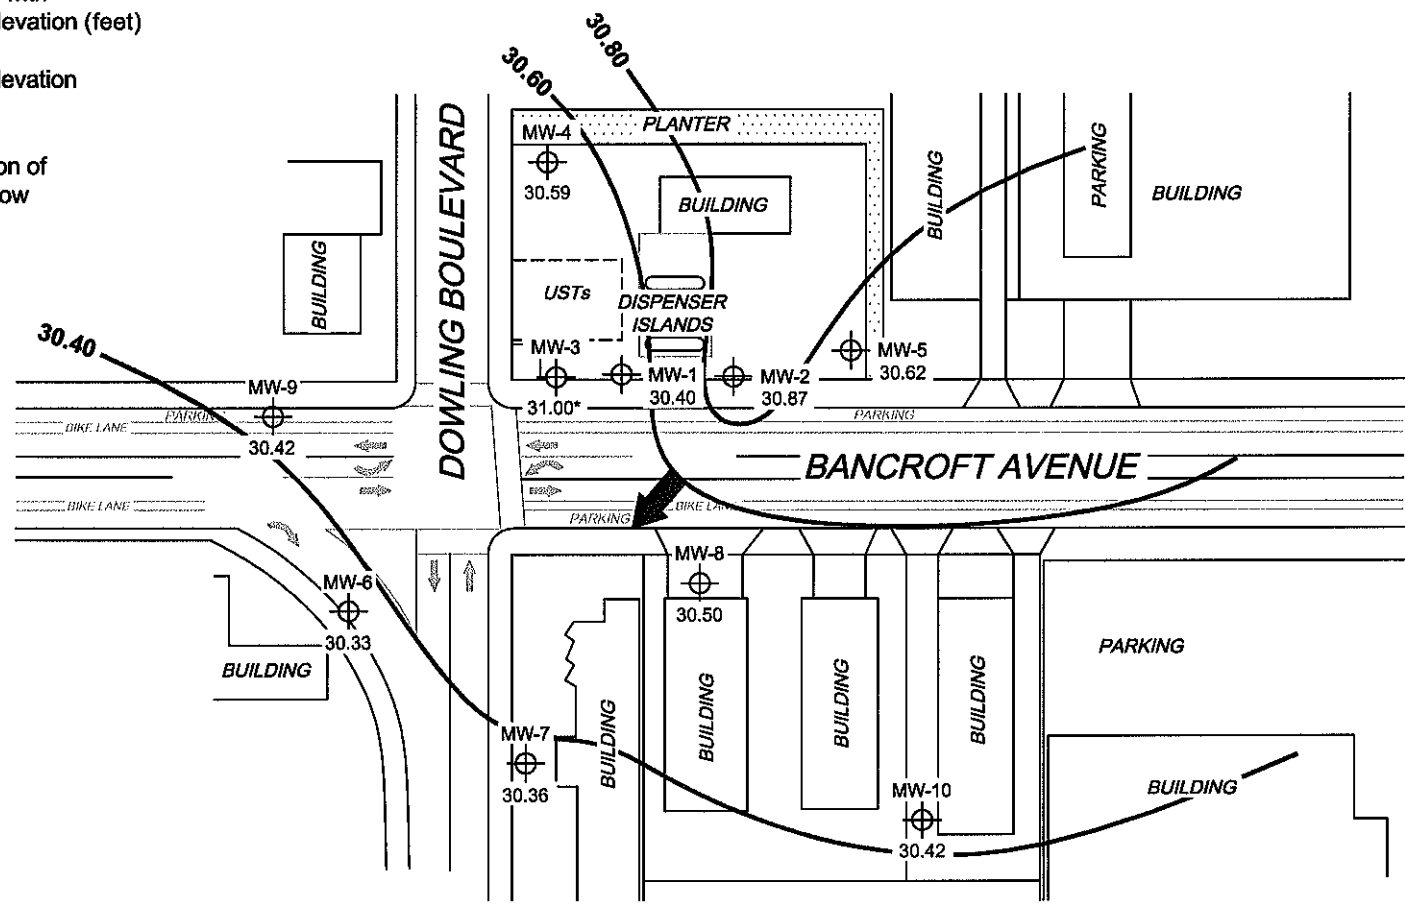 levation (feet)
levation
on of
ow
30.80
30.60
PLANTER
MW-4
30.59
DOWLING BOULEVARD
BUILDING
BUILDING
PARKING
BUILDING
BUILDING
USTs
DISPENSER
ISLANDS
30.40
MW-3
31.00*
MW-1
30.40
MW-2
30.87
MW-5
30.62
MW-9
30.42
PARKING
PARKING
BIKE LANE
BANCROFT AVENUE
BIKE LANE
PARKING
BIKE LAN
MW-8
30.50
MW-6
30.33
BUILDING
PARKING
BUILDING
BUILDING
BUILDING
BUILDING
MW-7
30.36
MW-10
30.42
BUILDING